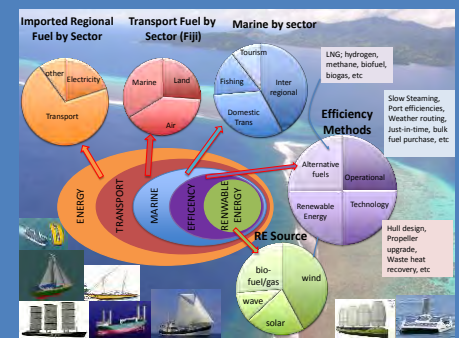 Imported Regional
Fuel by Sector
other
Electricity
Transport
Transport Fuel by
Sector (Fiji)
Marine
Land
Air
Marine by sector
Tourism
Fishing
Inter
regional
Domestic
Trans
LNG; hydrogen,
methane, biofuel,
biogas, etc
Slow Steaming,
Port efficiencies,
Weather routing,
Just-in-time, bulk
fuel purchase, etc
Efficiency
Methods
Alternative
fuels
Operational
Renewable
Energy
Technology
Hull design,
Propeller
upgrade,
Waste heat
recovery, etc
ENERGY
TRANSPORT
MARINE
EFFICENCY
RENWABLE
ENERGY
RE Source
bio-
fuel/gas
wind
wave
solar